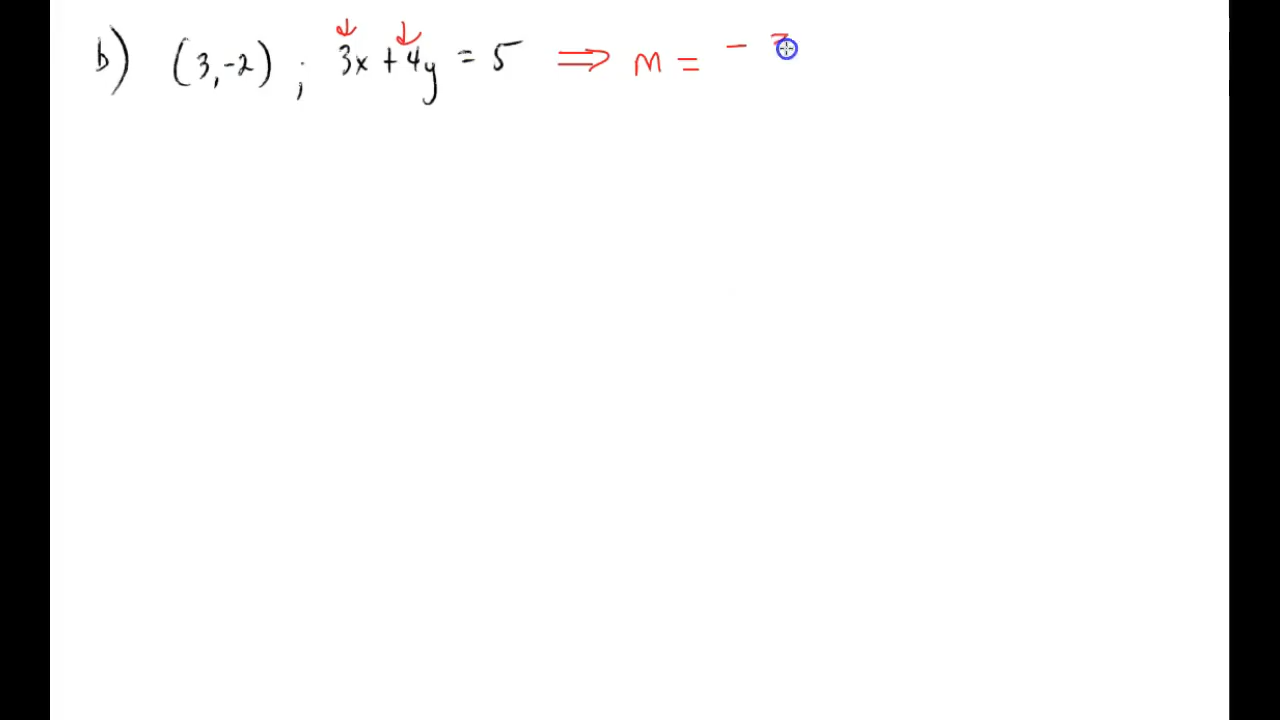 b) (3,-2) ; 3x + 4y = 5 ⟹ m = -